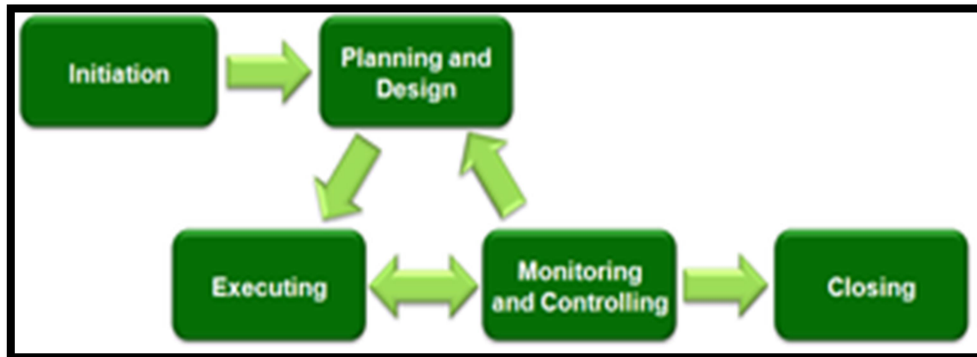 Initiation
Planning and
Design
Executing
Monitoring
and Controlling
Closing